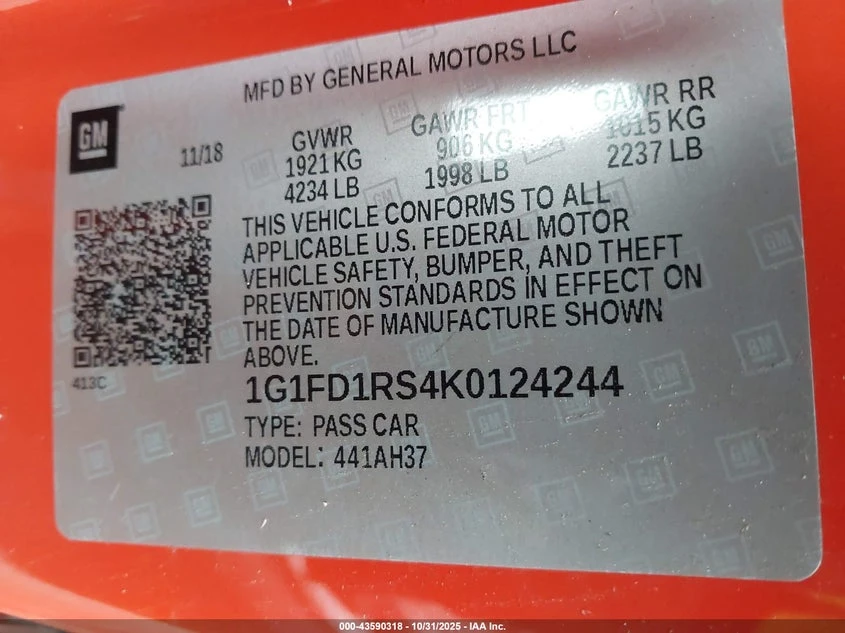 MFD BY GENERAL MOTORS LLC
GM
11/18
GVWR GAWR FRT GAWR RR
1921 KG 906 KG 1015 KG
4234 LB 1998 LB 2237 LB
THIS VEHICLE CONFORMS TO ALL
APPLICABLE U.S. FEDERAL MOTOR
VEHICLE SAFETY, BUMPER, AND THEFT
PREVENTION STANDARDS IN EFFECT ON
THE DATE OF MANUFACTURE SHOWN
ABOVE.
413C
1G1FD1RS4K0124244
TYPE: PASS CAR
MODEL: 441AH37
000-43590318 - 10/31/2025 - IAA Inc.